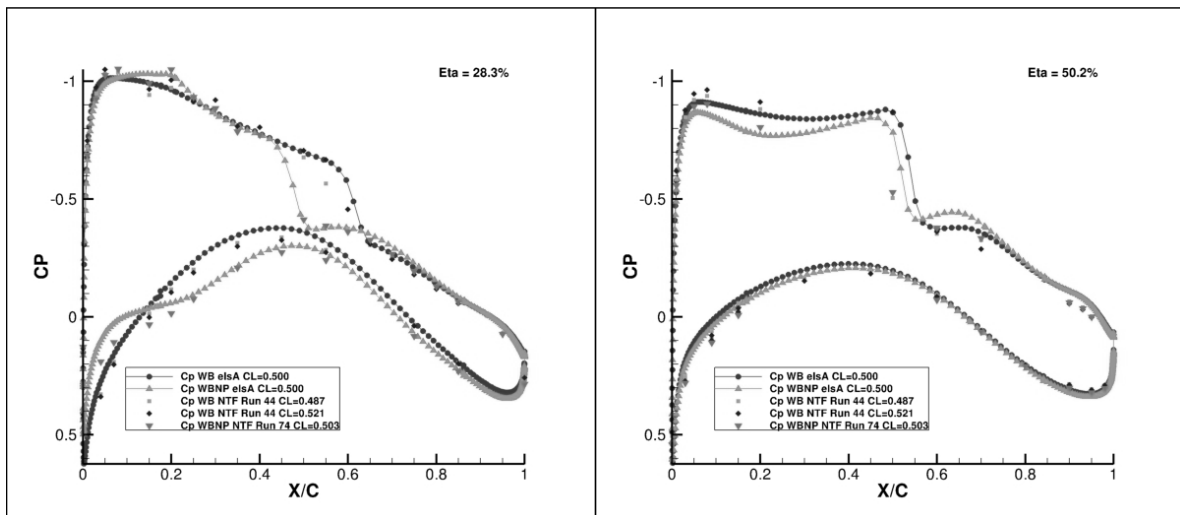 Eta = 28.3%
CP
-1
-0.5
0
0.5
Cp WB elsA CL=0.500
Cp WBNP elsA CL=0.500
Cp WB NTF Run 44 CL=0.487
Cp WB NTF Run 44 CL=0.521
Cp WBNP NTF Run 74 CL=0.503
0 0.2 0.4 0.6 0.8 1
X/C
Eta = 50.2%
CP
-1
-0.5
0
0.5
Cp WB elsA CL=0.500
Cp WBNP elsA CL=0.500
Cp WB NTF Run 44 CL=0.487
Cp WB NTF Run 44 CL=0.521
Cp WBNP NTF Run 74 CL=0.503
0 0.2 0.4 0.6 0.8 1
X/C